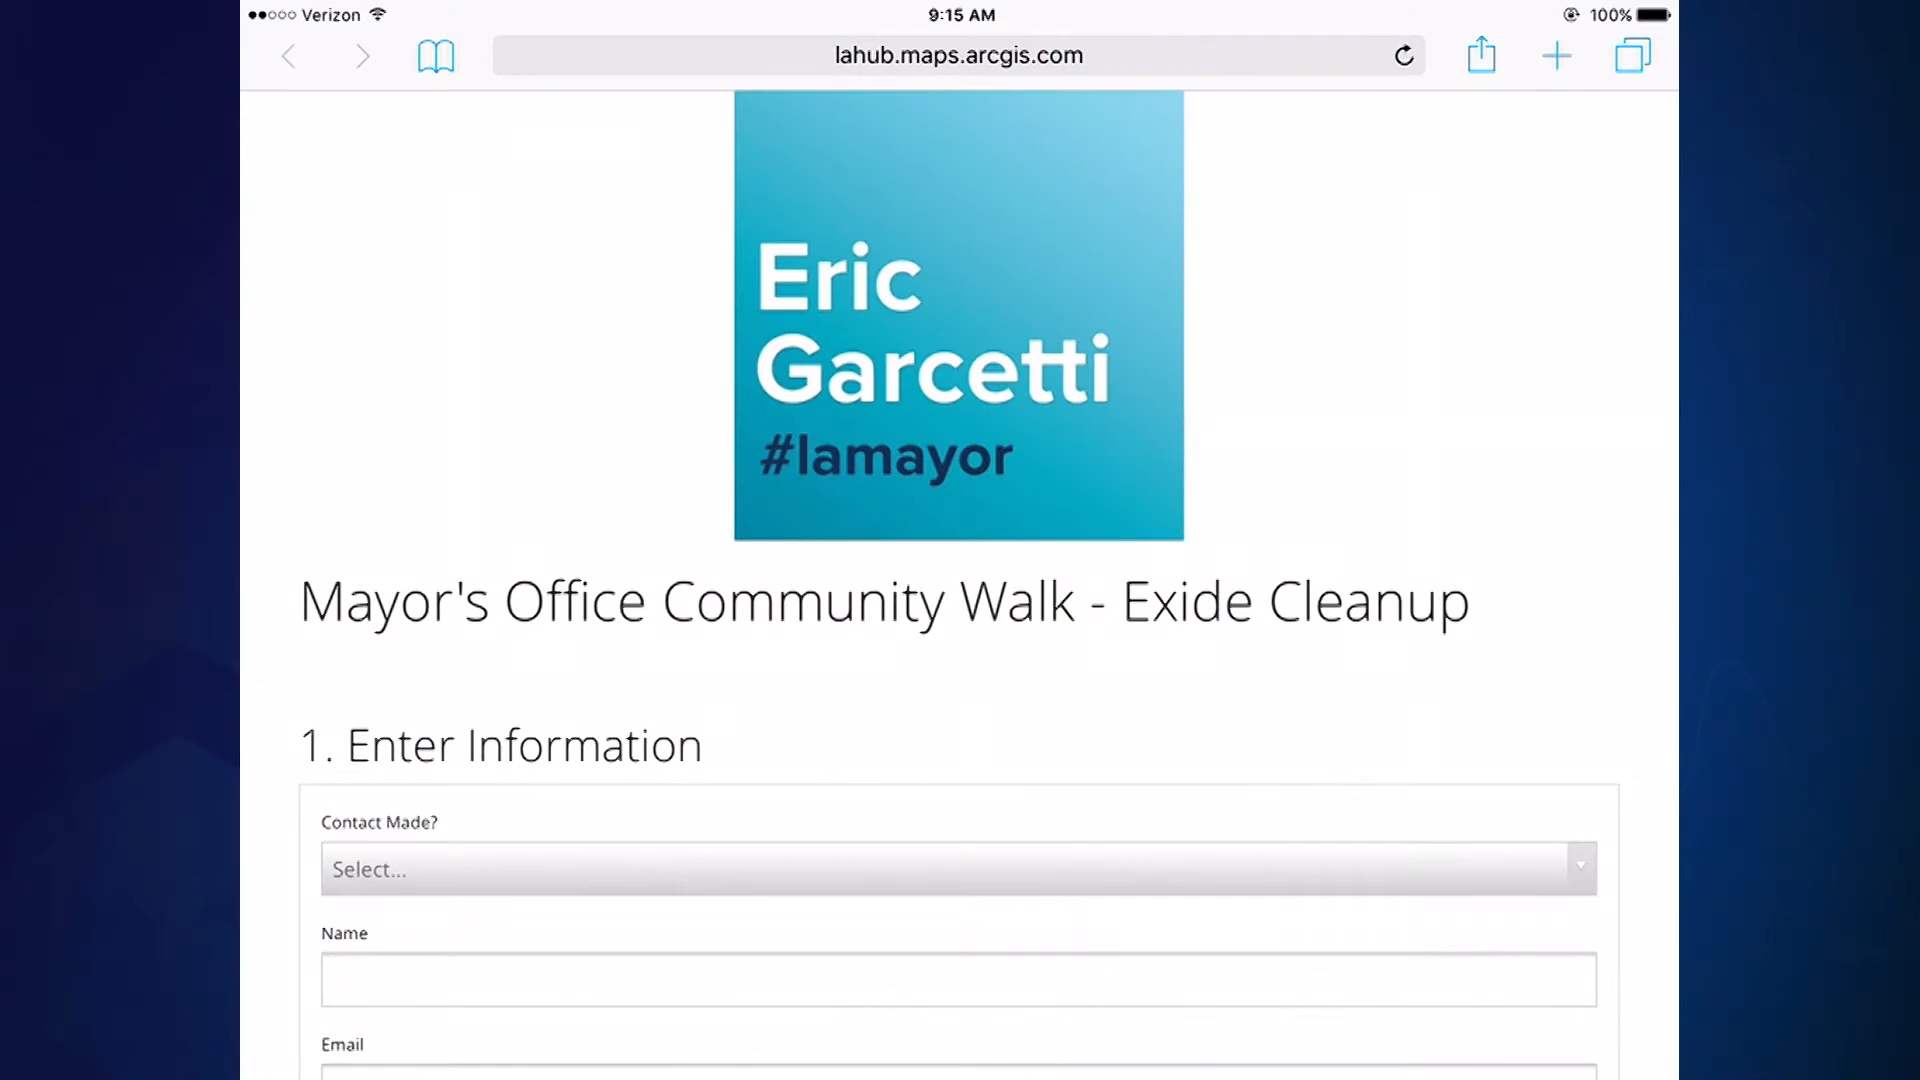 Verizon
9:15 AM
100%
lahub.maps.arcgis.com
Eric
Garcetti
#lamayor
Mayor's Office Community Walk - Exide Cleanup
1. Enter Information
Contact Made?
Select...
Name
Email